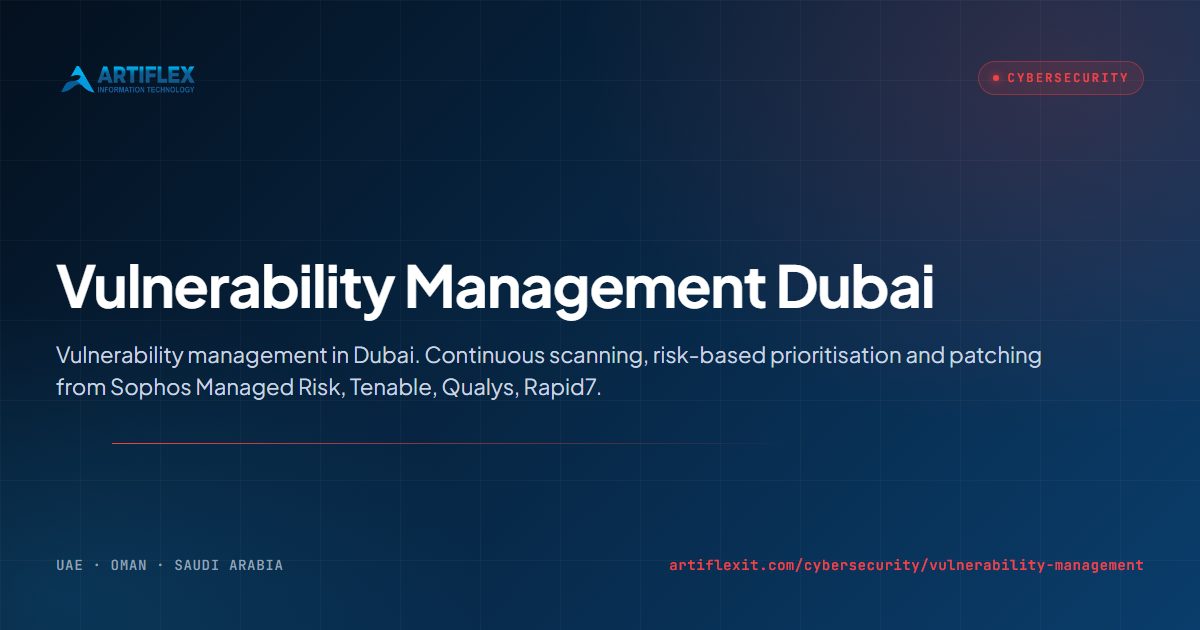 ARTIFLEX
INFORMATION TECHNOLOGY
CYBERSECURITY
Vulnerability Management Dubai
Vulnerability management in Dubai. Continuous scanning, risk-based prioritisation and patching
from Sophos Managed Risk, Tenable, Qualys, Rapid7.
UAE · OMAN · SAUDI ARABIA
artiflexit.com/cybersecurity/vulnerability-management